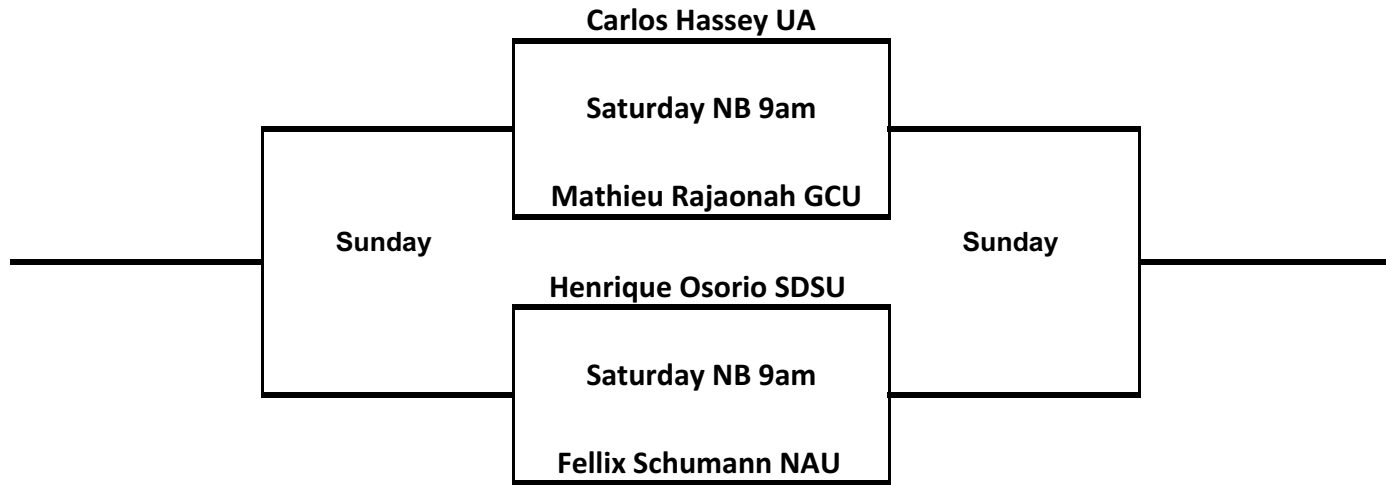 Carlos Hassey UA
Saturday NB 9am
Mathieu Rajaonah GCU
Sunday
Sunday
Henrique Osorio SDSU
Saturday NB 9am
Fellix Schumann NAU